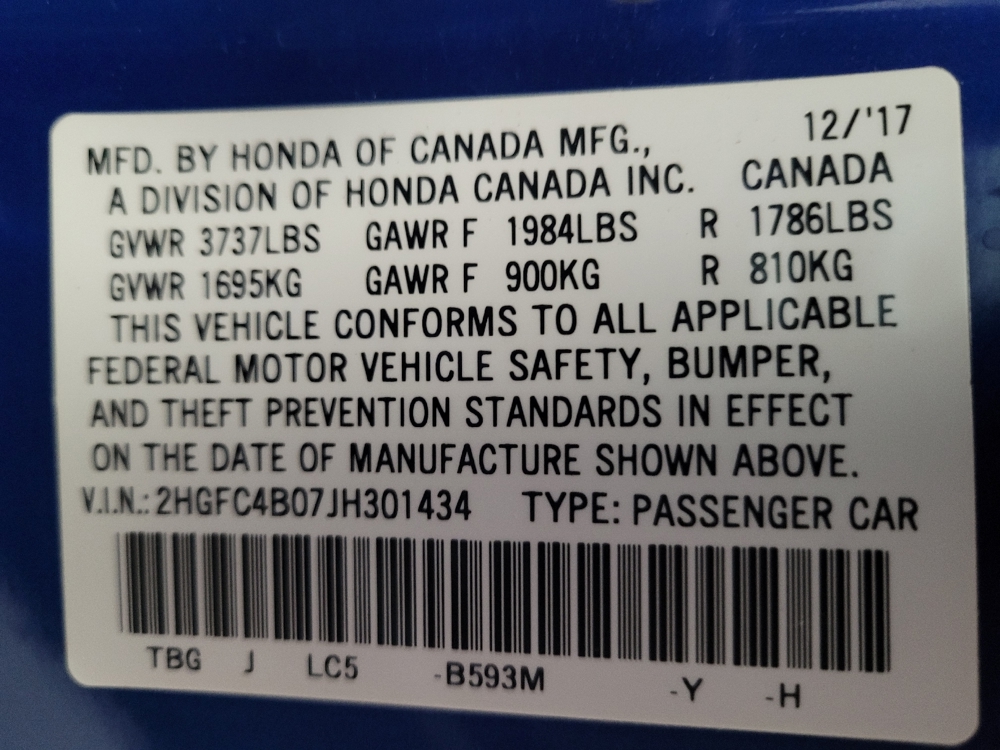 12/'17
MFD. BY HONDA OF CANADA MFG.,
A DIVISION OF HONDA CANADA INC. CANADA
GVWR 3737LBS GAWR F 1984LBS R 1786LBS
GVWR 1695KG GAWR F 900KG R 810KG
THIS VEHICLE CONFORMS TO ALL APPLICABLE
FEDERAL MOTOR VEHICLE SAFETY, BUMPER,
AND THEFT PREVENTION STANDARDS IN EFFECT
ON THE DATE OF MANUFACTURE SHOWN ABOVE.
V.I.N.: 2HGFC4B07JH301434 TYPE: PASSENGER CAR
TBG J LC5 -B593M -Y -H